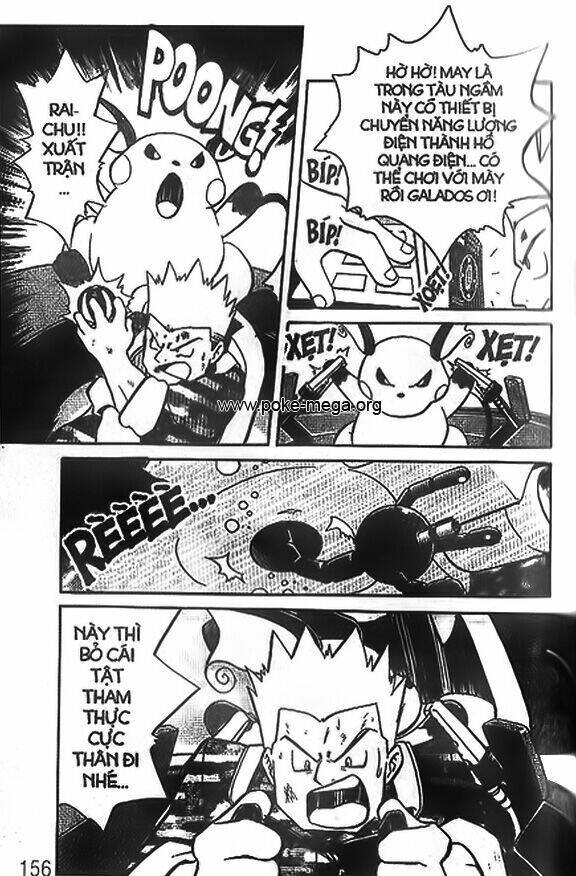 POONG!
RAI-
CHU!!
XUẤT
TRẬN
...
HỜ HỜ! MAY LÀ
TRONG TÀU NGẦM
NÀY CÓ THIẾT BỊ
CHUYỂN NĂNG LƯỢNG
ĐIỆN THÀNH HỒ
QUANG ĐIỆN... CÓ
THỂ CHƠI VỚI MÀY
RỒI GALADOS ƠI!
BÍP!
BÍP!
XOẸT!
XẸT!
XẸT!
www.poke-mega.org
RÈÈÈÈ...
NÀY THÌ
BỎ CÁI
TẬT
THAM
THỰC
CỰC
THÂN ĐI
NHÉ...
156